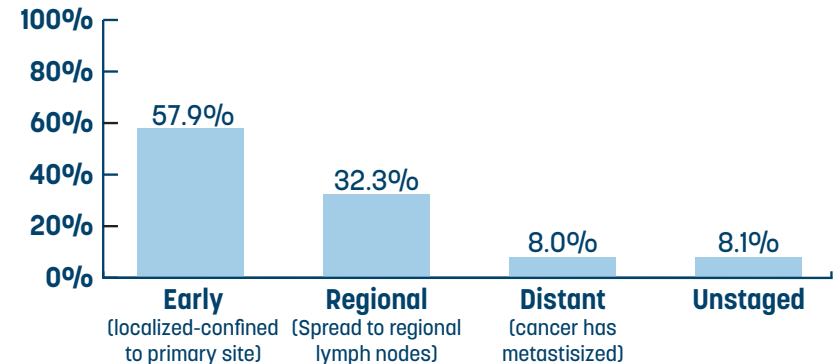 100%
80%
60%
40%
20%
0%
57.9%
32.3%
8.0%
8.1%
Early
(localized-confined
to primary site)
Regional
(Spread to regional
lymph nodes)
Distant
(cancer has
metastisized)
Unstaged